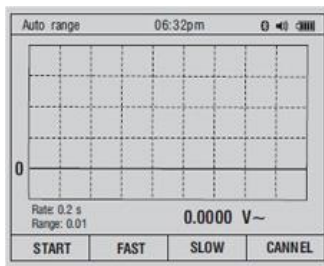 Auto range 06:32pm
0
Rate: 0.2 s
Range: 0.01
0.0000 V~
START FAST SLOW CANNEL